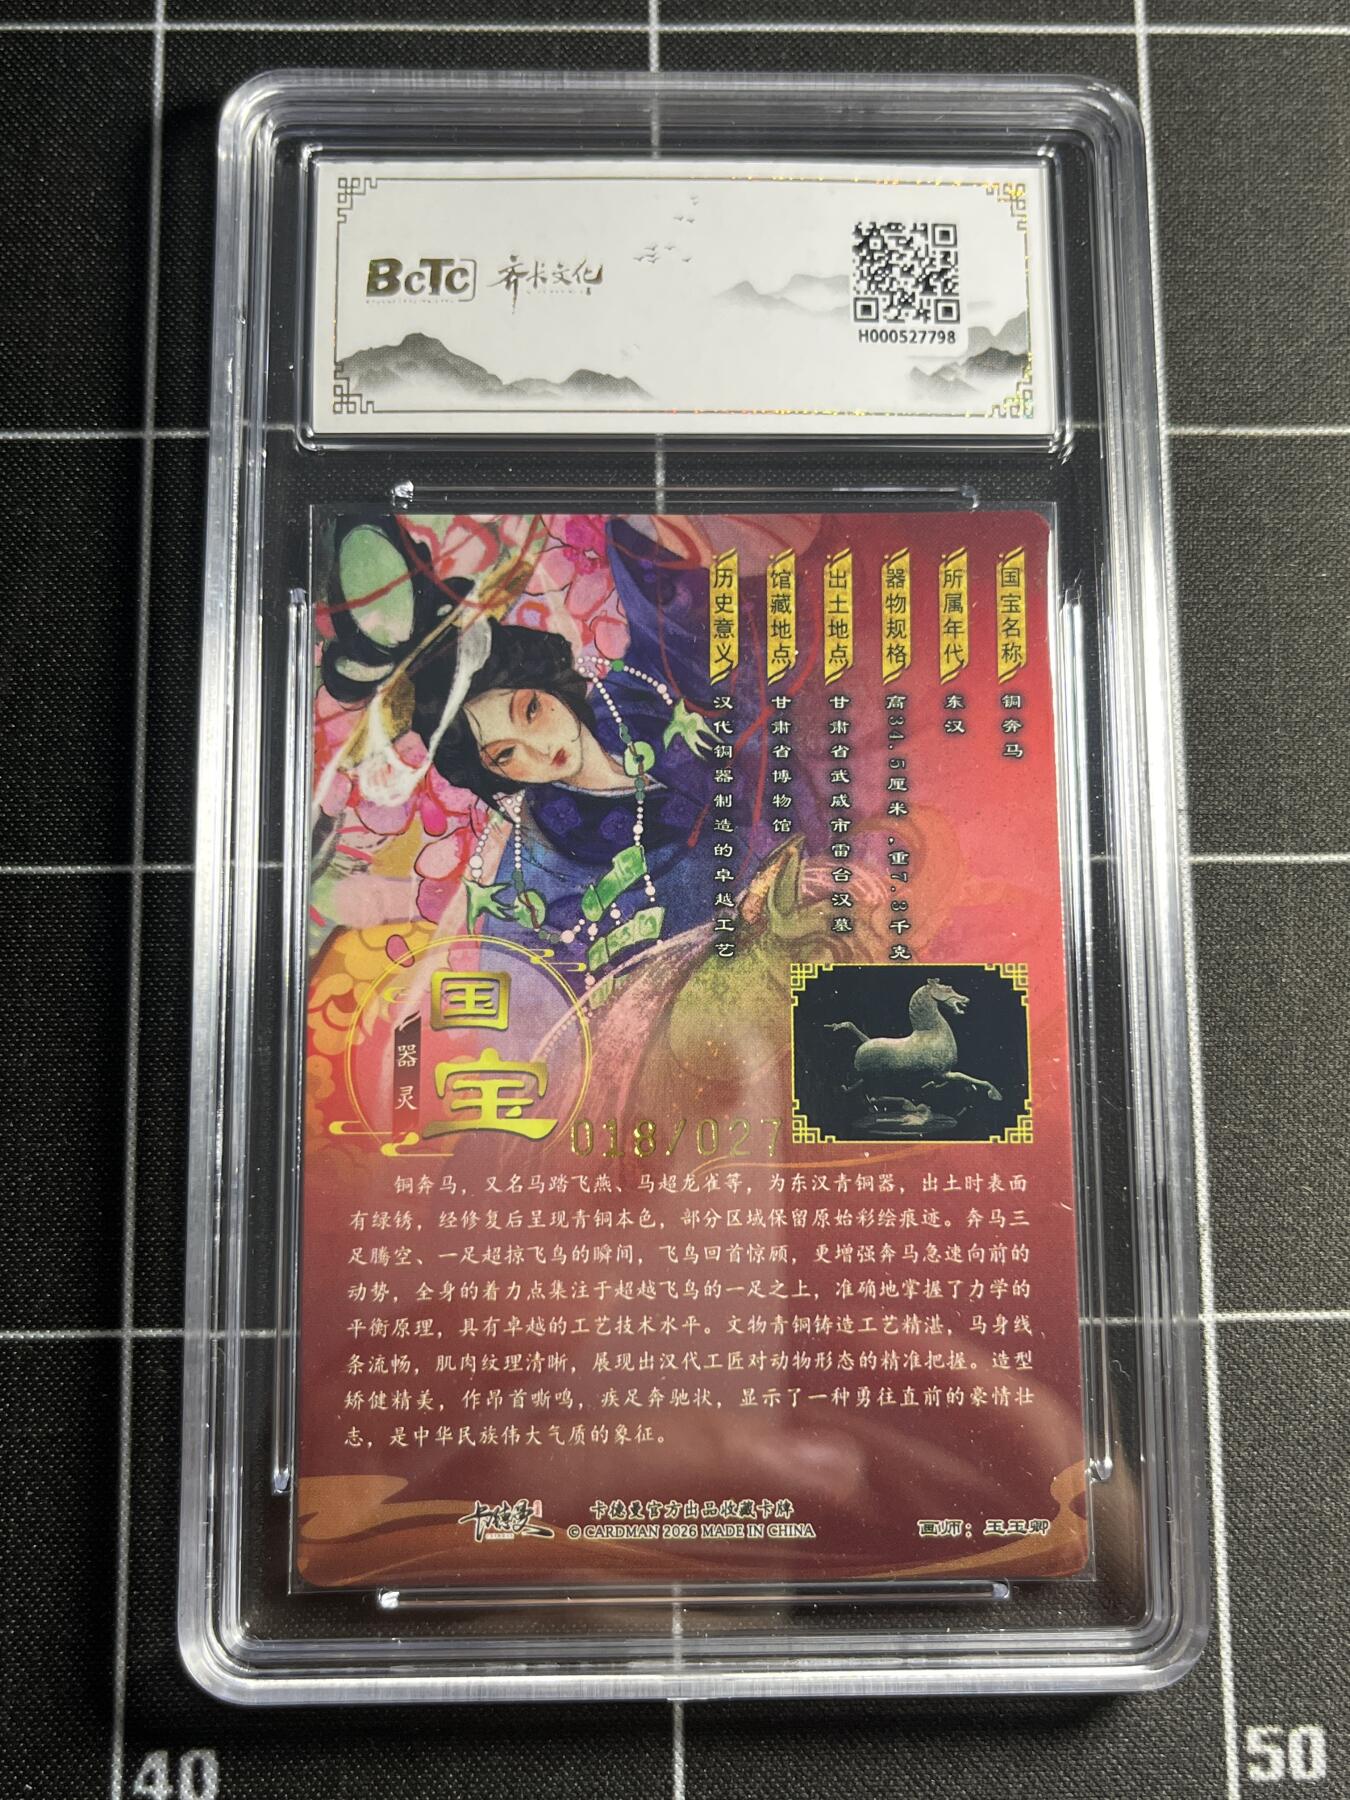 BCTC 奔卡文化
H000527798
国宝名称 铜奔马
所属年代 东汉
器物规格 高34.5厘米,重7.3千克
出土地点 甘肃省武威市雷台汉墓
馆藏地点 甘肃省博物馆
历史意义 汉代铜器制造的卓越工艺
国宝
器灵
018/027
铜奔马，又名马踏飞燕、马超龙雀等，为东汉青铜器，出土时表面
有绿锈，经修复后呈现青铜本色，部分区域保留原始彩绘痕迹。奔马三
足腾空、一足超掠飞鸟的瞬间，飞鸟回首惊顾，更增强奔马急速向前的
动势，全身的着力点集注于超越飞鸟的一足之上，准确地掌握了力学的
平衡原理，具有卓越的工艺技术水平。文物青铜铸造工艺精湛，马身线
条流畅，肌肉纹理清晰，展现出汉代工匠对动物形态的精准把握。造型
矫健精美，作昂首嘶鸣，疾足奔驰状，显示了一种勇往直前的豪情壮
志，是中华民族伟大气质的象征。
卡德曼
卡德曼官方出品收藏卡牌
© CARDMAN 2026 MADE IN CHINA
画师：玉玉卿
40
50